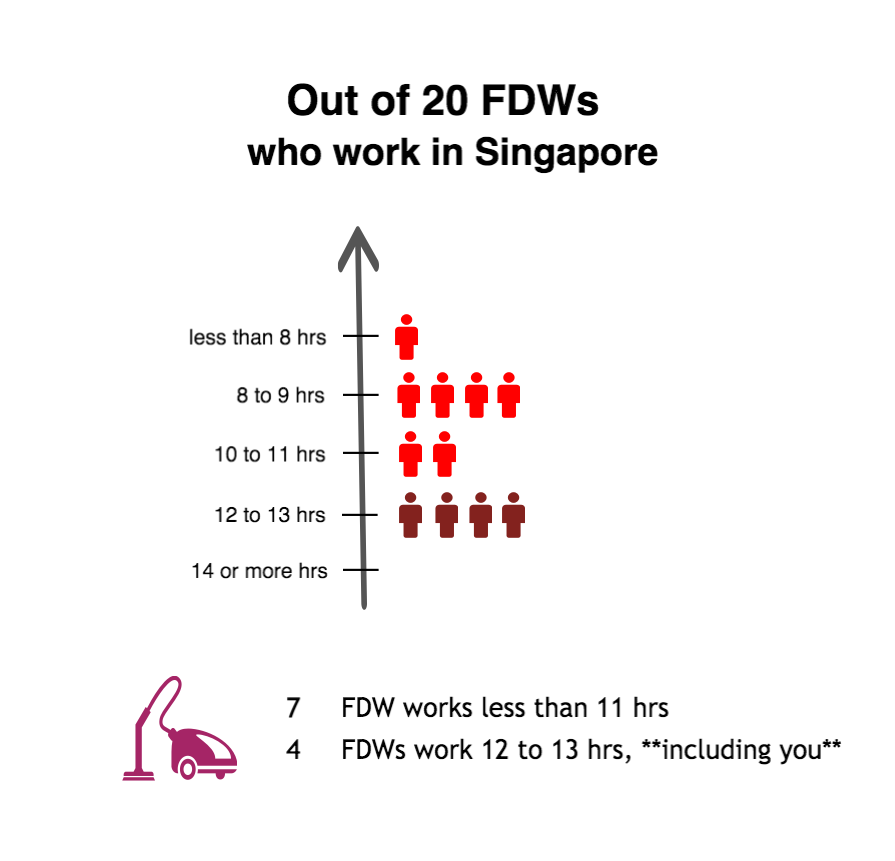 Out of 20 FDWs
who work in Singapore
less than 8 hrs
8 to 9 hrs
10 to 11 hrs
12 to 13 hrs
14 or more hrs
7 FDW works less than 11 hrs
4 FDWs work 12 to 13 hrs, **including you**